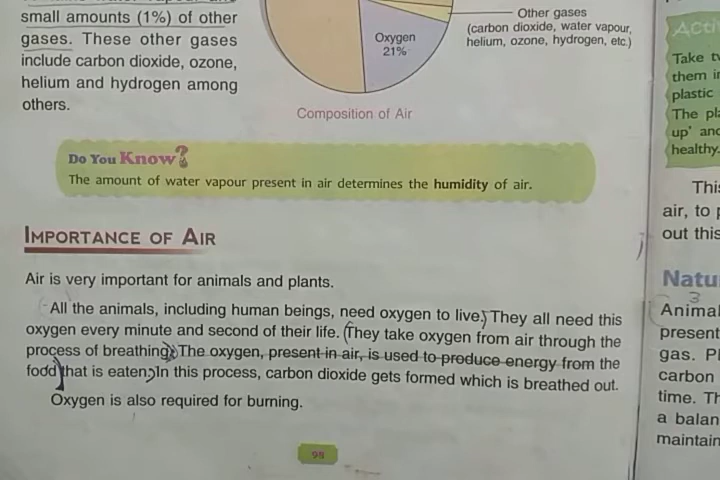 small amounts (1%) of other
gases. These other gases
include carbon dioxide, ozone,
helium and hydrogen among
others.
Oxygen
21%
Other gases
(carbon dioxide, water vapour,
helium, ozone, hydrogen, etc.)
Composition of Air
Do You Know?
The amount of water vapour present in air determines the humidity of air.
IMPORTANCE OF AIR
Air is very important for animals and plants.
All the animals, including human beings, need oxygen to live. They all need this
oxygen every minute and second of their life. They take oxygen from air through the
process of breathing. The oxygen, present in air, is used to produce energy from the
food that is eaten. In this process, carbon dioxide gets formed which is breathed out.
Oxygen is also required for burning.
98
Take
them
plastic
The
up' and
healthy.
air, to
out this
3
present
gas.
carbon
time.
a